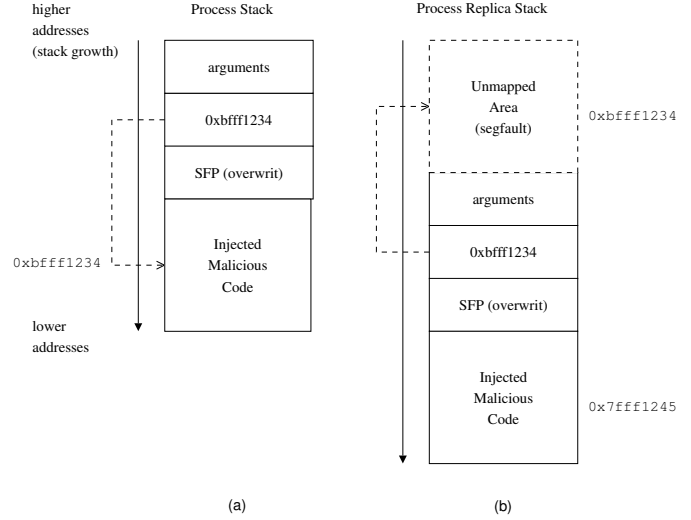 higher
addresses
(stack growth)
Process Stack
arguments
0xbfff1234
SFP (overwrit)
Injected
Malicious
Code
0xbfff1234
lower
addresses
(a)
Process Replica Stack
Unmapped
Area
(segfault)
0xbfff1234
arguments
0xbfff1234
SFP (overwrit)
Injected
Malicious
Code
0x7fff1245
(b)